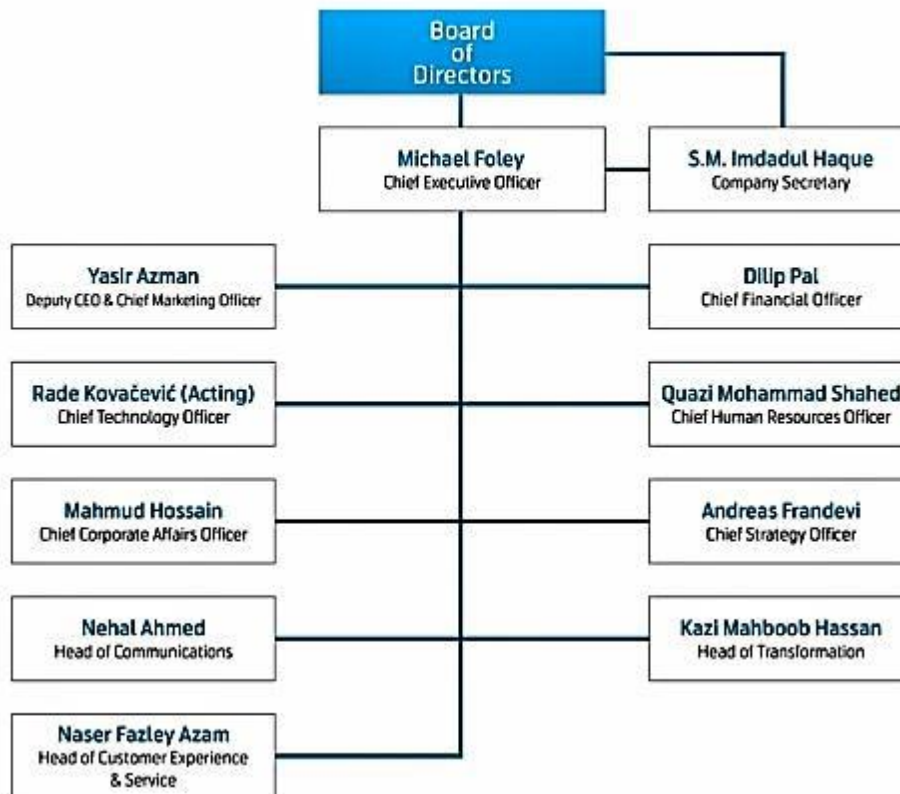 Board
of
Directors
Michael Foley
Chief Executive Officer
S.M. Imdadul Haque
Company Secretary
Yasir Azman
Deputy CEO & Chief Marketing Officer
Dilip Pal
Chief Financial Officer
Rade Kovačević (Acting)
Chief Technology Officer
Quazi Mohammad Shahed
Chief Human Resources Officer
Mahmud Hossain
Chief Corporate Affairs Officer
Andreas Frandevi
Chief Strategy Officer
Nehal Ahmed
Head of Communications
Kazi Mahboob Hassan
Head of Transformation
Naser Fazley Azam
Head of Customer Experience
& Service